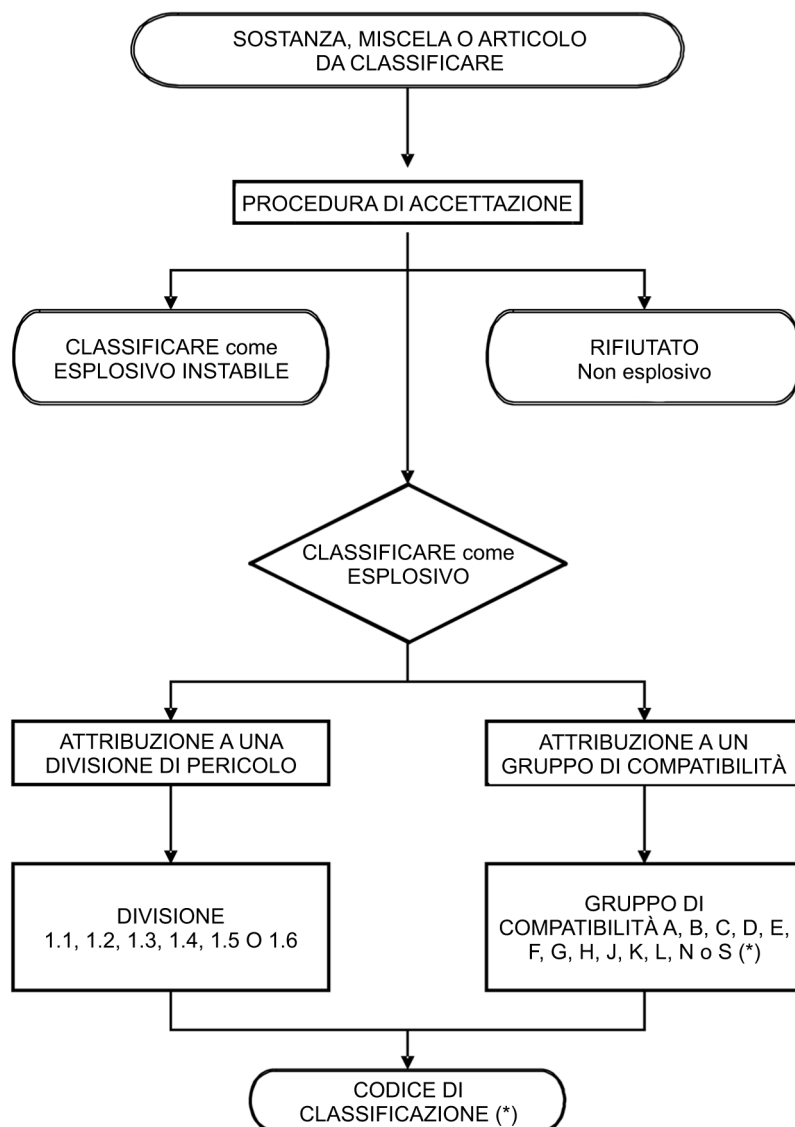 SOSTANZA, MISCELA O ARTICOLO
DA CLASSIFICARE
PROCEDURA DI ACCETTAZIONE
CLASSIFICARE come
ESPLOSIVO INSTABILE
RIFIUTATO
Non esplosivo
CLASSIFICARE come
ESPLOSIVO
ATTRIBUZIONE A UNA
DIVISIONE DI PERICOLO
ATTRIBUZIONE A UN
GRUPPO DI COMPATIBILITÀ
DIVISIONE
1.1, 1.2, 1.3, 1.4, 1.5 O 1.6
GRUPPO DI
COMPATIBILITÀ A, B, C, D, E,
F, G, H, J, K, L, N o S (*)
CODICE DI
CLASSIFICAZIONE (*)